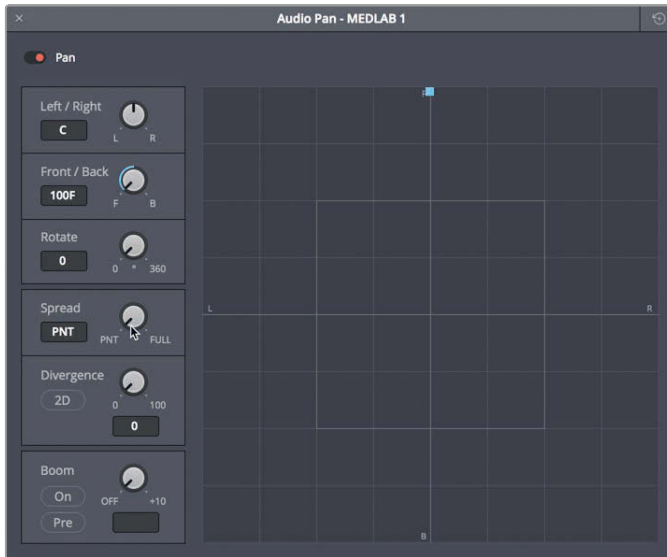 Audio Pan - MEDLAB 1
Pan
Left / Right
C
L R
Front / Back
100F
F B
Rotate
0
0 * 360
Spread
PNT
PNT FULL
Divergence
2D
0 100
0
Boom
On
OFF +10
Pre
F
L R
B